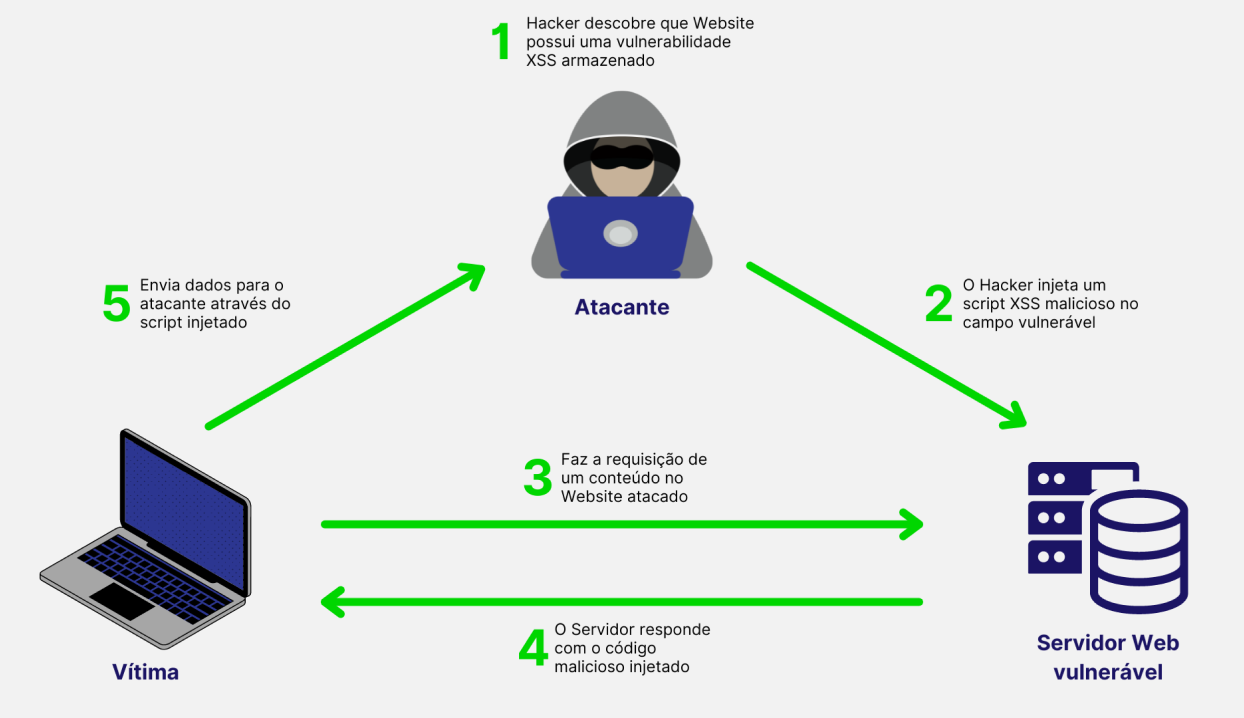 1
Hacker descobre que Website
possui uma vulnerabilidade
XSS armazenado
Atacante
5
Envia dados para o
atacante através do
script injetado
2
O Hacker injeta um
script XSS malicioso no
campo vulnerável
3
Faz a requisição de
um conteúdo no
Website atacado
4
O Servidor responde
com o código
malicioso injetado
Vítima
Servidor Web
vulnerável